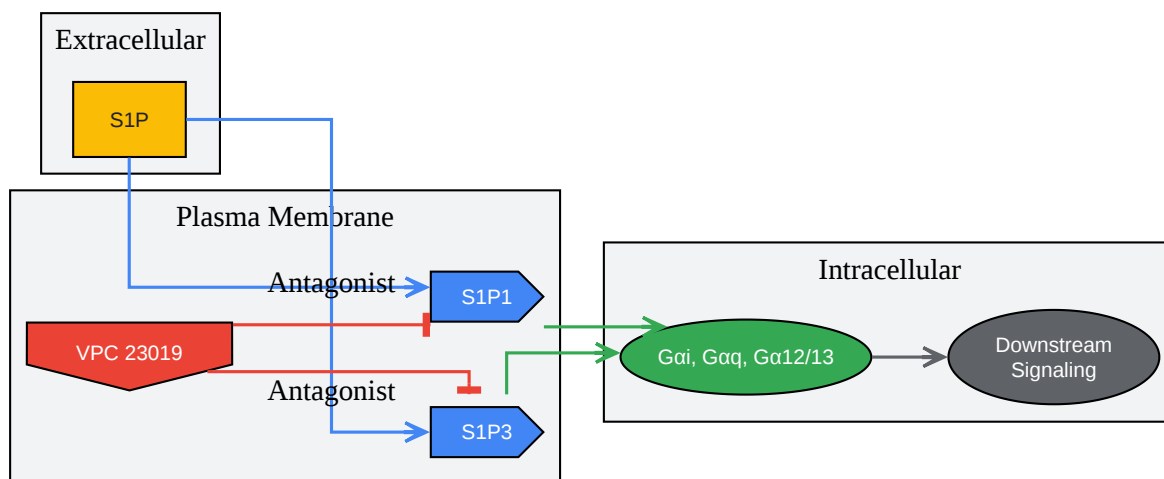 Extracellular
S1P
Plasma Membrane
Antagonist
S1P1
VPC 23019
Antagonist
S1P3
Intracellular
Gαi, Gαq, Gα12/13
Downstream
Signaling